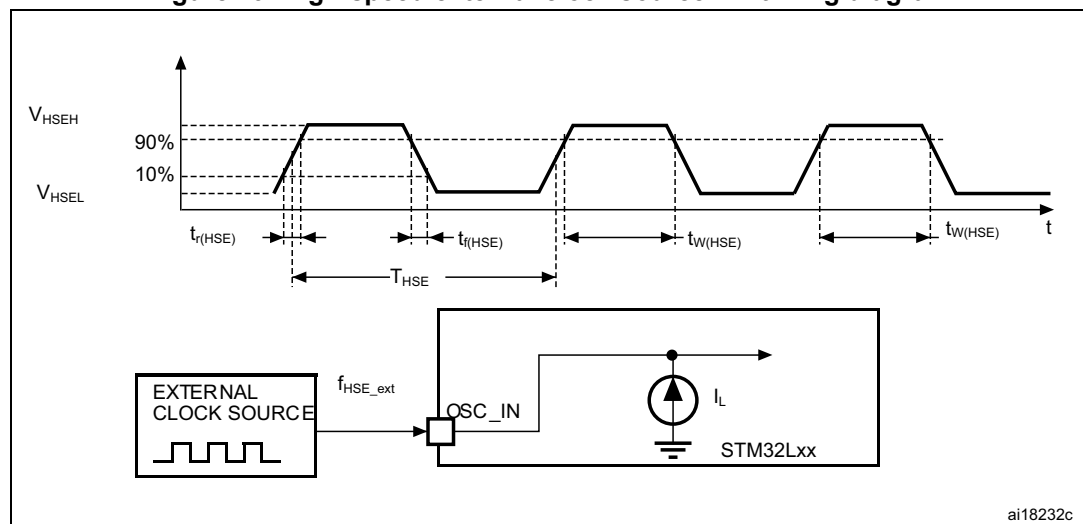 V_HSEH
90%
10%
V_HSEL
t_r(HSE)
t_f(HSE)
t_W(HSE)
t_W(HSE)
t
T_HSE
EXTERNAL
CLOCK SOURCE
f_HSE_ext
OSC_IN
I_L
STM32Lxx
ai18232c